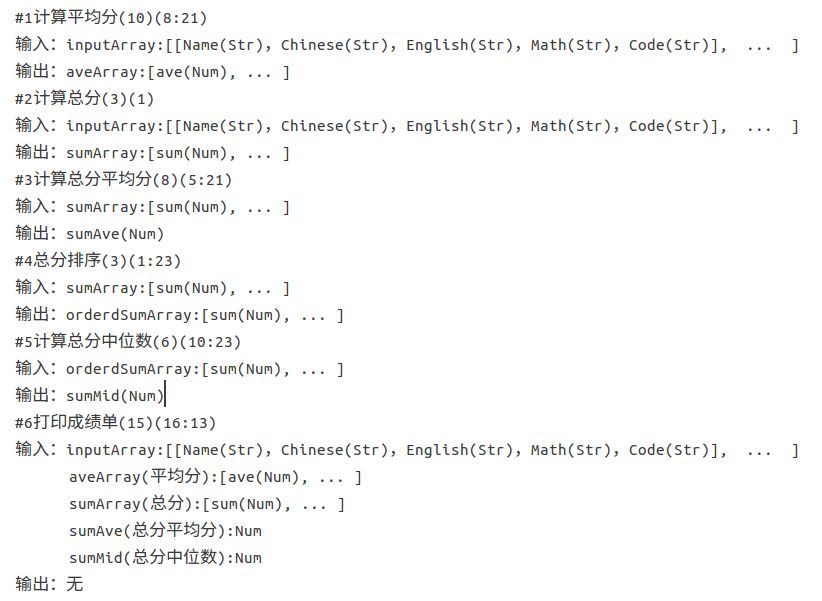 #1计算平均分(10)(8:21)
输入：inputArray:[[Name(Str)，Chinese(Str)，English(Str)，Math(Str)，Code(Str)],  ...  ]
输出：aveArray:[ave(Num), ... ]
#2计算总分(3)(1)
输入：inputArray:[[Name(Str)，Chinese(Str)，English(Str)，Math(Str)，Code(Str)],  ...  ]
输出：sumArray:[sum(Num), ... ]
#3计算总分平均分(8)(5:21)
输入：sumArray:[sum(Num), ... ]
输出：sumAve(Num)
#4总分排序(3)(1:23)
输入：sumArray:[sum(Num), ... ]
输出：orderdSumArray:[sum(Num), ... ]
#5计算总分中位数(6)(10:23)
输入：orderdSumArray:[sum(Num), ... ]
输出：sumMid(Num)
#6打印成绩单(15)(16:13)
输入：inputArray:[[Name(Str)，Chinese(Str)，English(Str)，Math(Str)，Code(Str)],  ...  ]
aveArray(平均分):[ave(Num), ... ]
sumArray(总分):[sum(Num), ... ]
sumAve(总分平均分):Num
sumMid(总分中位数):Num
输出：无